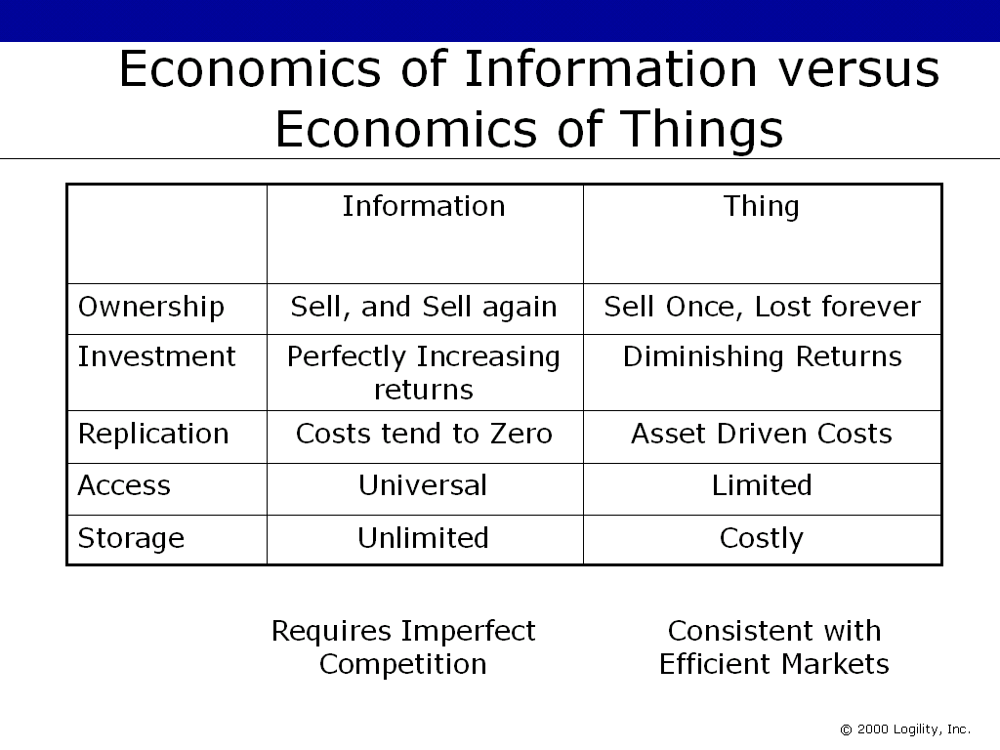 Economics of Information versus
Economics of Things
Information Thing
Ownership Sell, and Sell again Sell Once, Lost forever
Investment Perfectly Increasing Diminishing Returns
returns
Replication Costs tend to Zero Asset Driven Costs
Access Universal Limited
Storage Unlimited Costly
Requires Imperfect Consistent with
Competition Efficient Markets
© 2000 Logility, Inc.